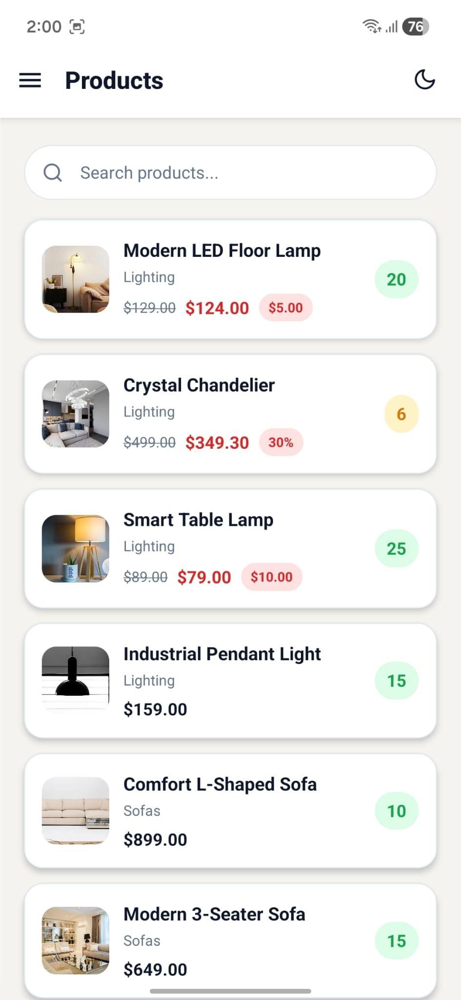 2:00
76
Products
Search products...
Modern LED Floor Lamp
Lighting
$129.00 $124.00 $5.00
20
Crystal Chandelier
Lighting
$499.00 $349.30 30%
6
Smart Table Lamp
Lighting
$89.00 $79.00 $10.00
25
Industrial Pendant Light
Lighting
$159.00
15
Comfort L-Shaped Sofa
Sofas
$899.00
10
Modern 3-Seater Sofa
Sofas
$649.00
15